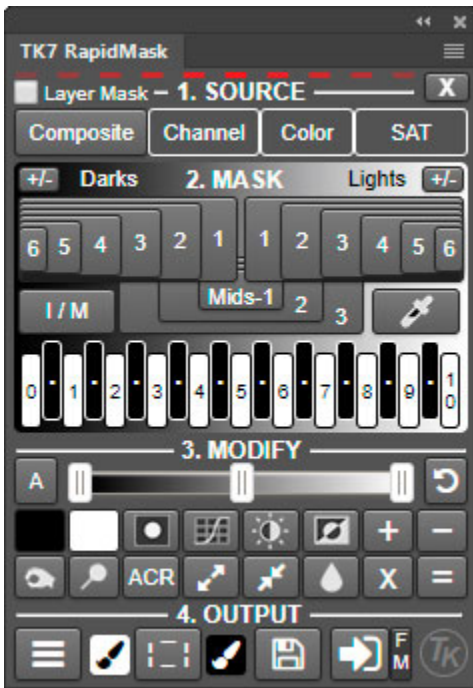 TK7 RapidMask
Layer Mask 1. SOURCE X
Composite Channel Color SAT
+/- Darks 2. MASK Lights +/-
6 5 4 3 2 1 1 2 3 4 5 6
I / M Mids-1 2 3
0 1 2 3 4 5 6 7 8 9 10
3. MODIFY
A
+ −
ACR X =
4. OUTPUT
F
M
TK